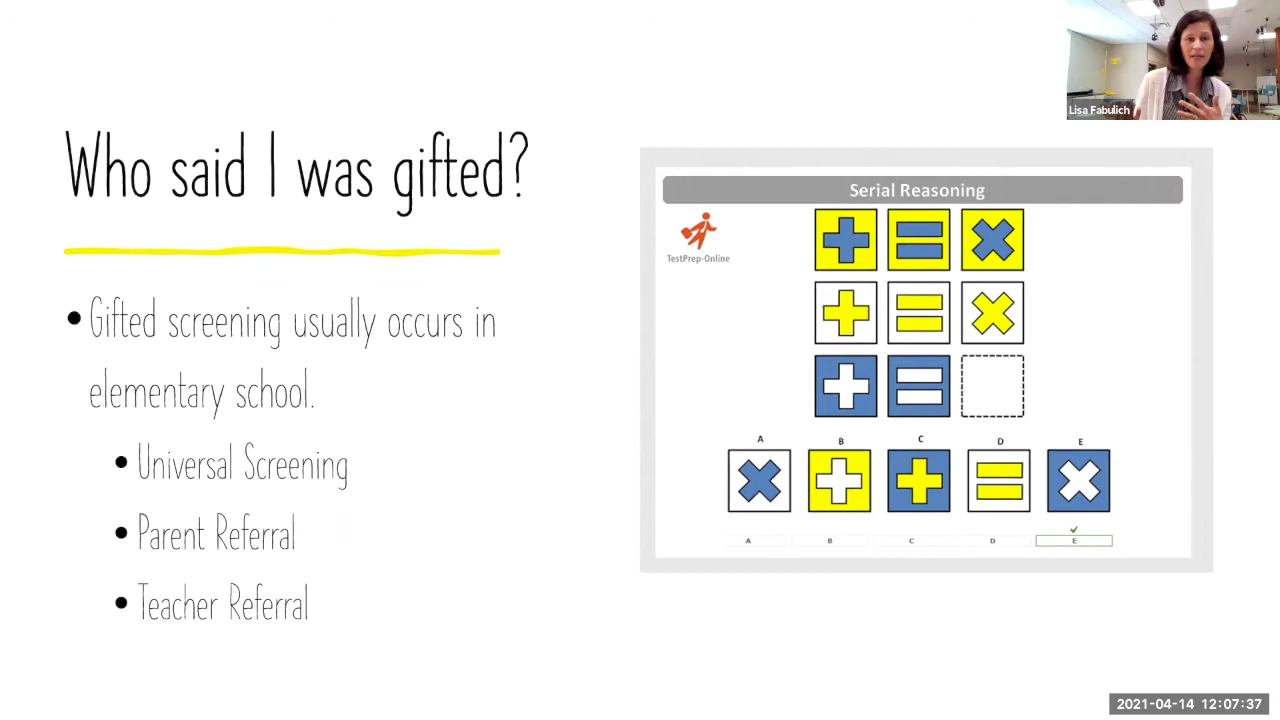 Lisa Fabulich
Who said I was gifted?
• Gifted screening usually occurs in
elementary school.
• Universal Screening
• Parent Referral
• Teacher Referral
Serial Reasoning
TestPrep-Online
A B C D E
A B C D E
2021-04-14 12:07:37